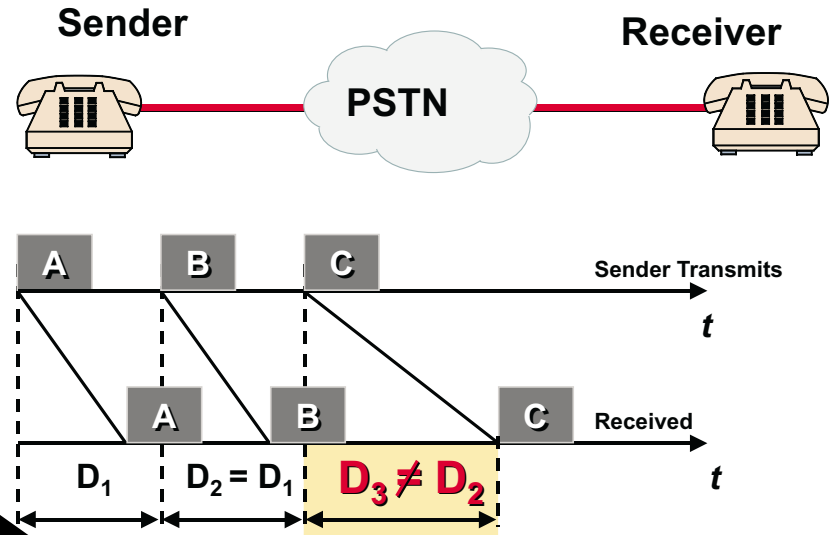 Sender
Receiver
PSTN
A B C
Sender Transmits
t
A B C
Received
D₁ D₂ = D₁ D₃ ≠ D₂
t